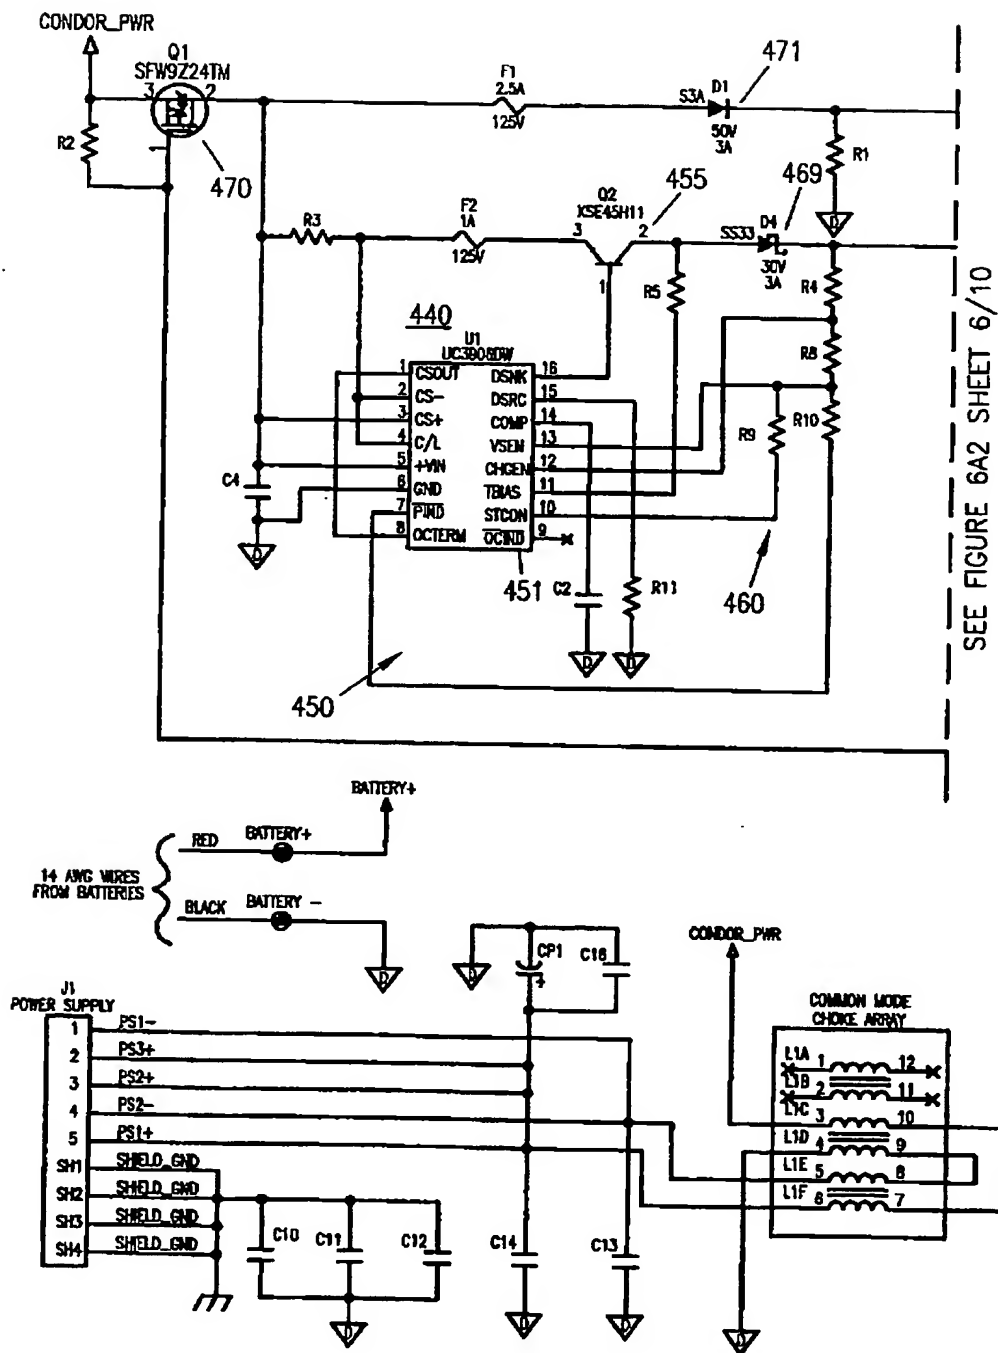 CONDOR_PWR
Q1
SFW9Z24TM
3
2
1
R2
470
F1
2.5A
125V
S3A
D1
50V
3A
471
R1
D
R3
F2
1A
125V
Q2
KSE45H11
3
2
1
455
SS33
D4
30V
3A
469
R5
R4
R8
R9
R10
440
U1
UC3906DW
1 CSOUT DSNK 16
2 CS- DSRC 15
3 CS+ COMP 14
4 C/L VSEN 13
5 +VIN CHGEN 12
6 GND TBIAS 11
7 PIND STCON 10
8 OCTERM OCIND 9
C4
D
451
C2
R11
D
D
460
450
SEE FIGURE 6A2 SHEET 6/10
BATTERY+
RED
BATTERY+
14 AWG WIRES
FROM BATTERIES
BLACK
BATTERY -
D
D
CP1
+
C16
CONDOR_PWR
J1
POWER SUPPLY
1 PS1-
2 PS3+
3 PS2+
4 PS2-
5 PS1+
SH1 SHIELD_GND
SH2 SHIELD_GND
SH3 SHIELD_GND
SH4 SHIELD_GND
C10
C11
C12
C14
C13
D
D
D
D
COMMON MODE
CHOKE ARRAY
L1A 1 12
L1B 2 11
L1C 3 10
L1D 4 9
L1E 5 8
L1F 6 7